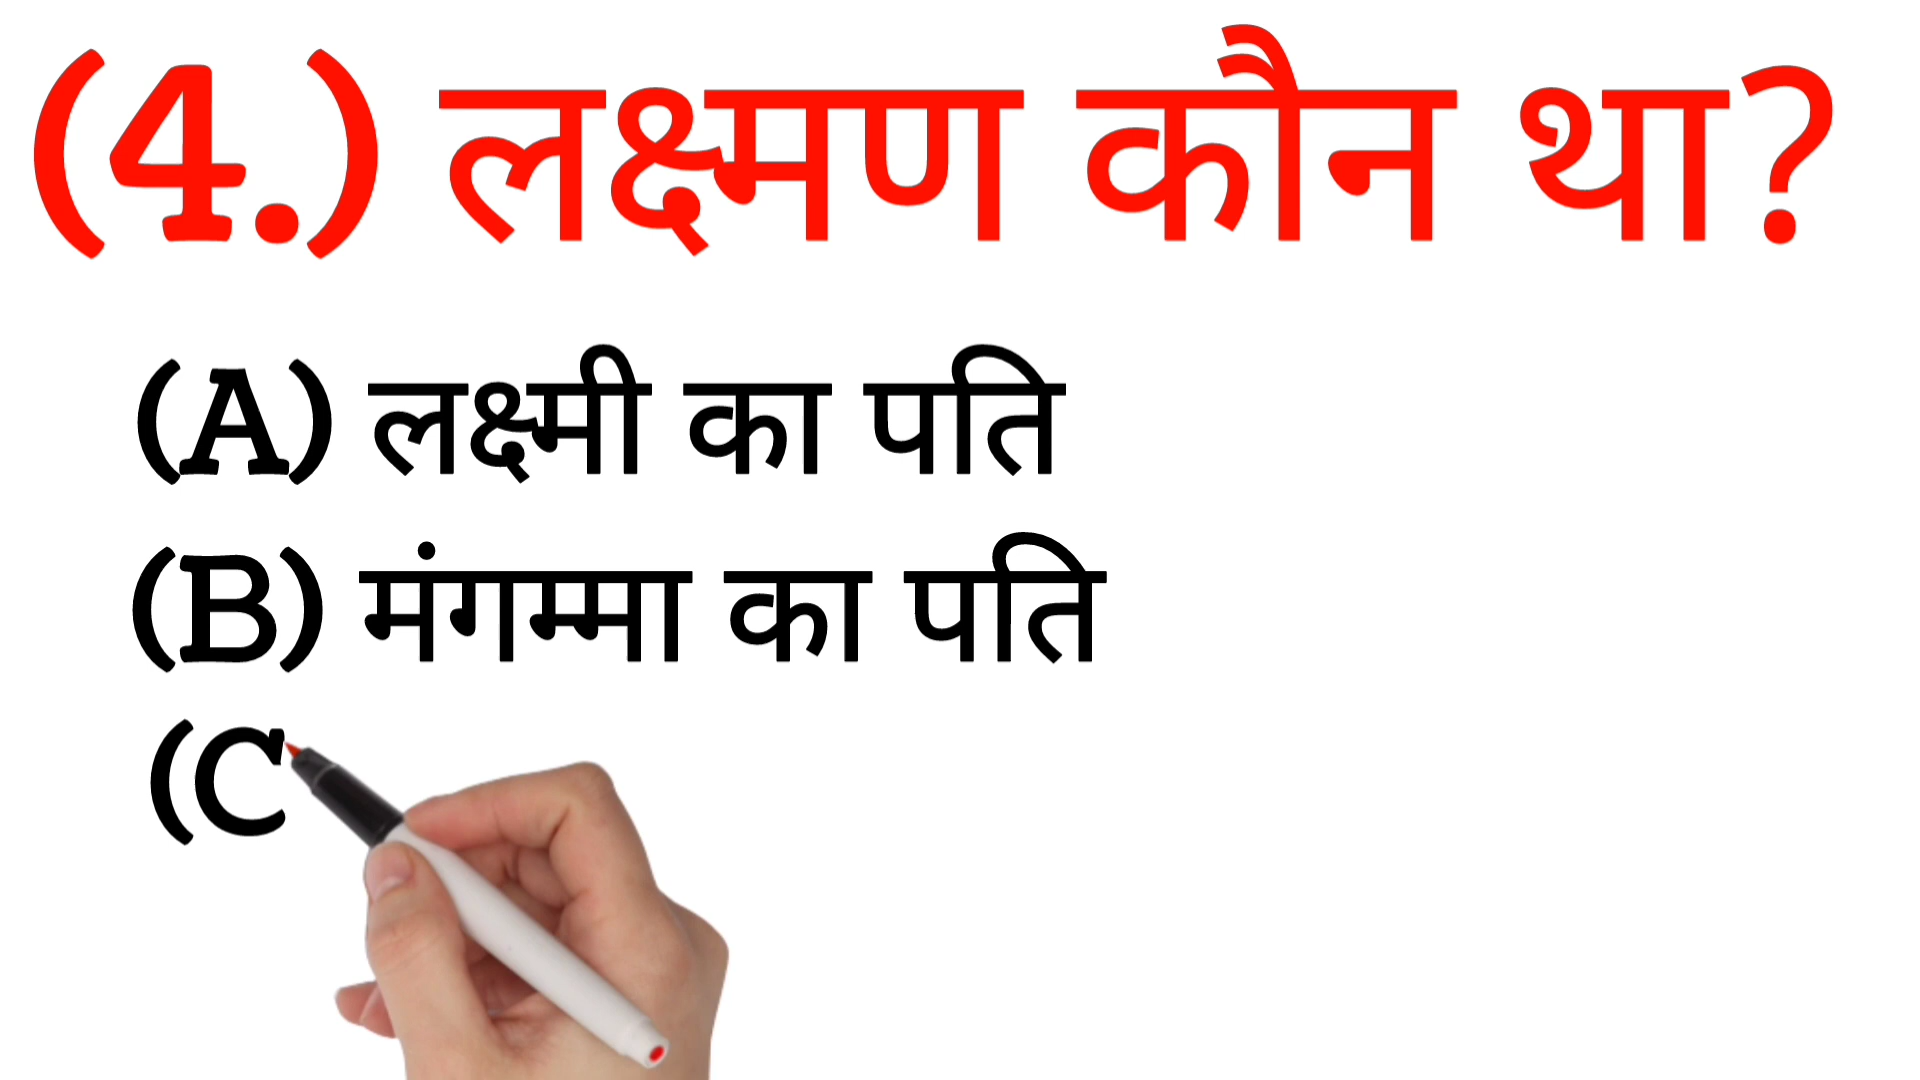 (4.) लक्ष्मण कौन था?
(A) लक्ष्मी का पति
(B) मंगम्मा का पति
(C